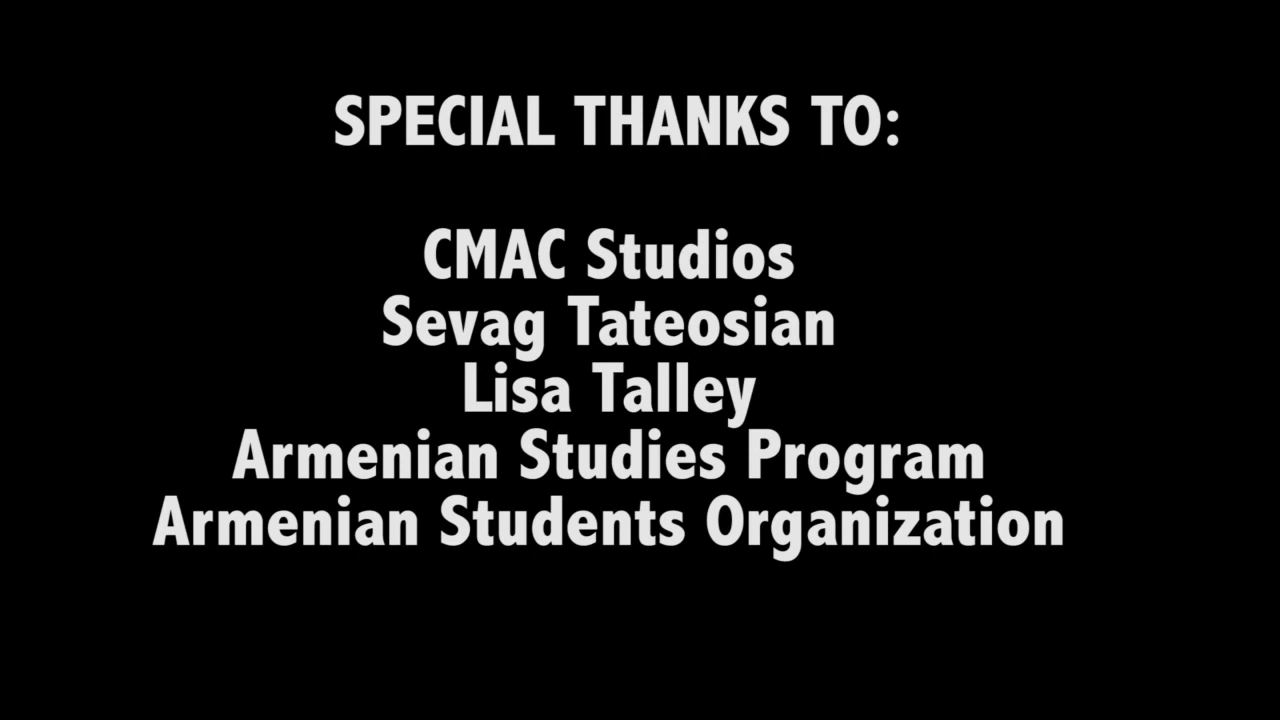 SPECIAL THANKS TO:
CMAC Studios
Sevag Tateosian
Lisa Talley
Armenian Studies Program
Armenian Students Organization